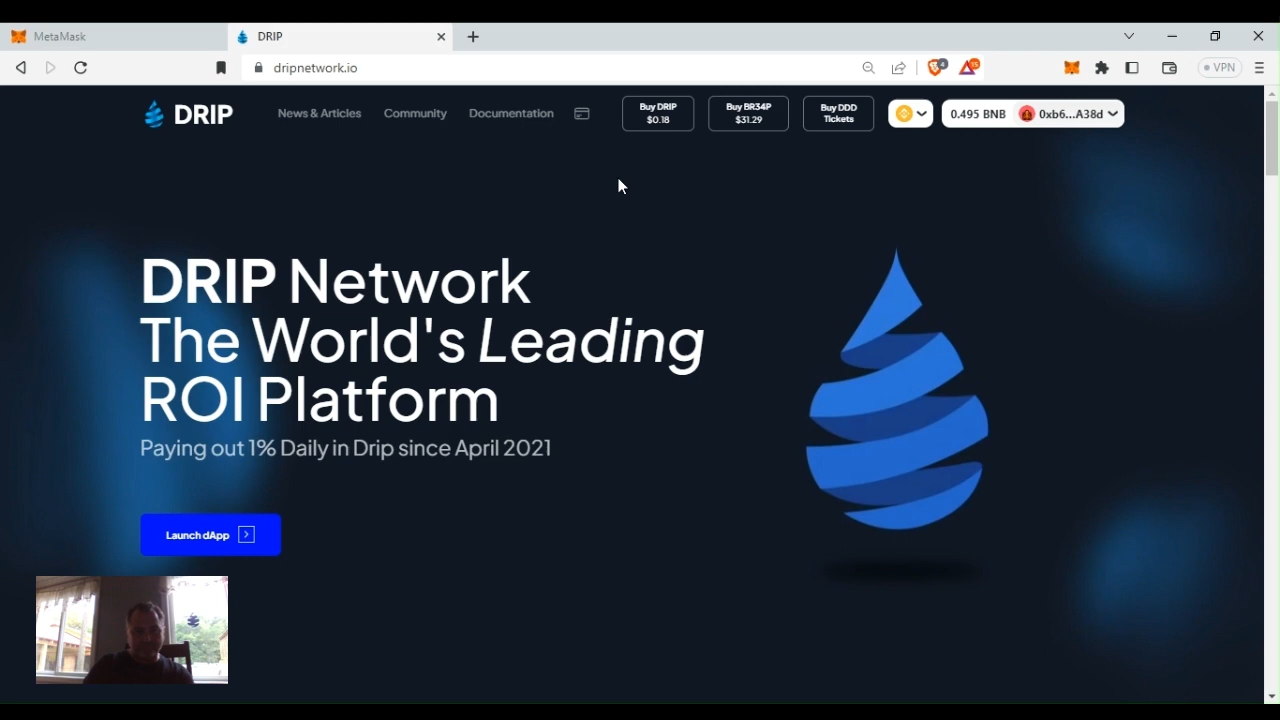 MetaMask
DRIP
dripnetwork.io
4
15
VPN
DRIP
News & Articles
Community
Documentation
Buy DRIP
$0.18
Buy BR34P
$31.29
Buy DDD
Tickets
0.495 BNB
0xb6...A38d
DRIP Network
The World's Leading
ROI Platform
Paying out 1% Daily in Drip since April 2021
Launch dApp